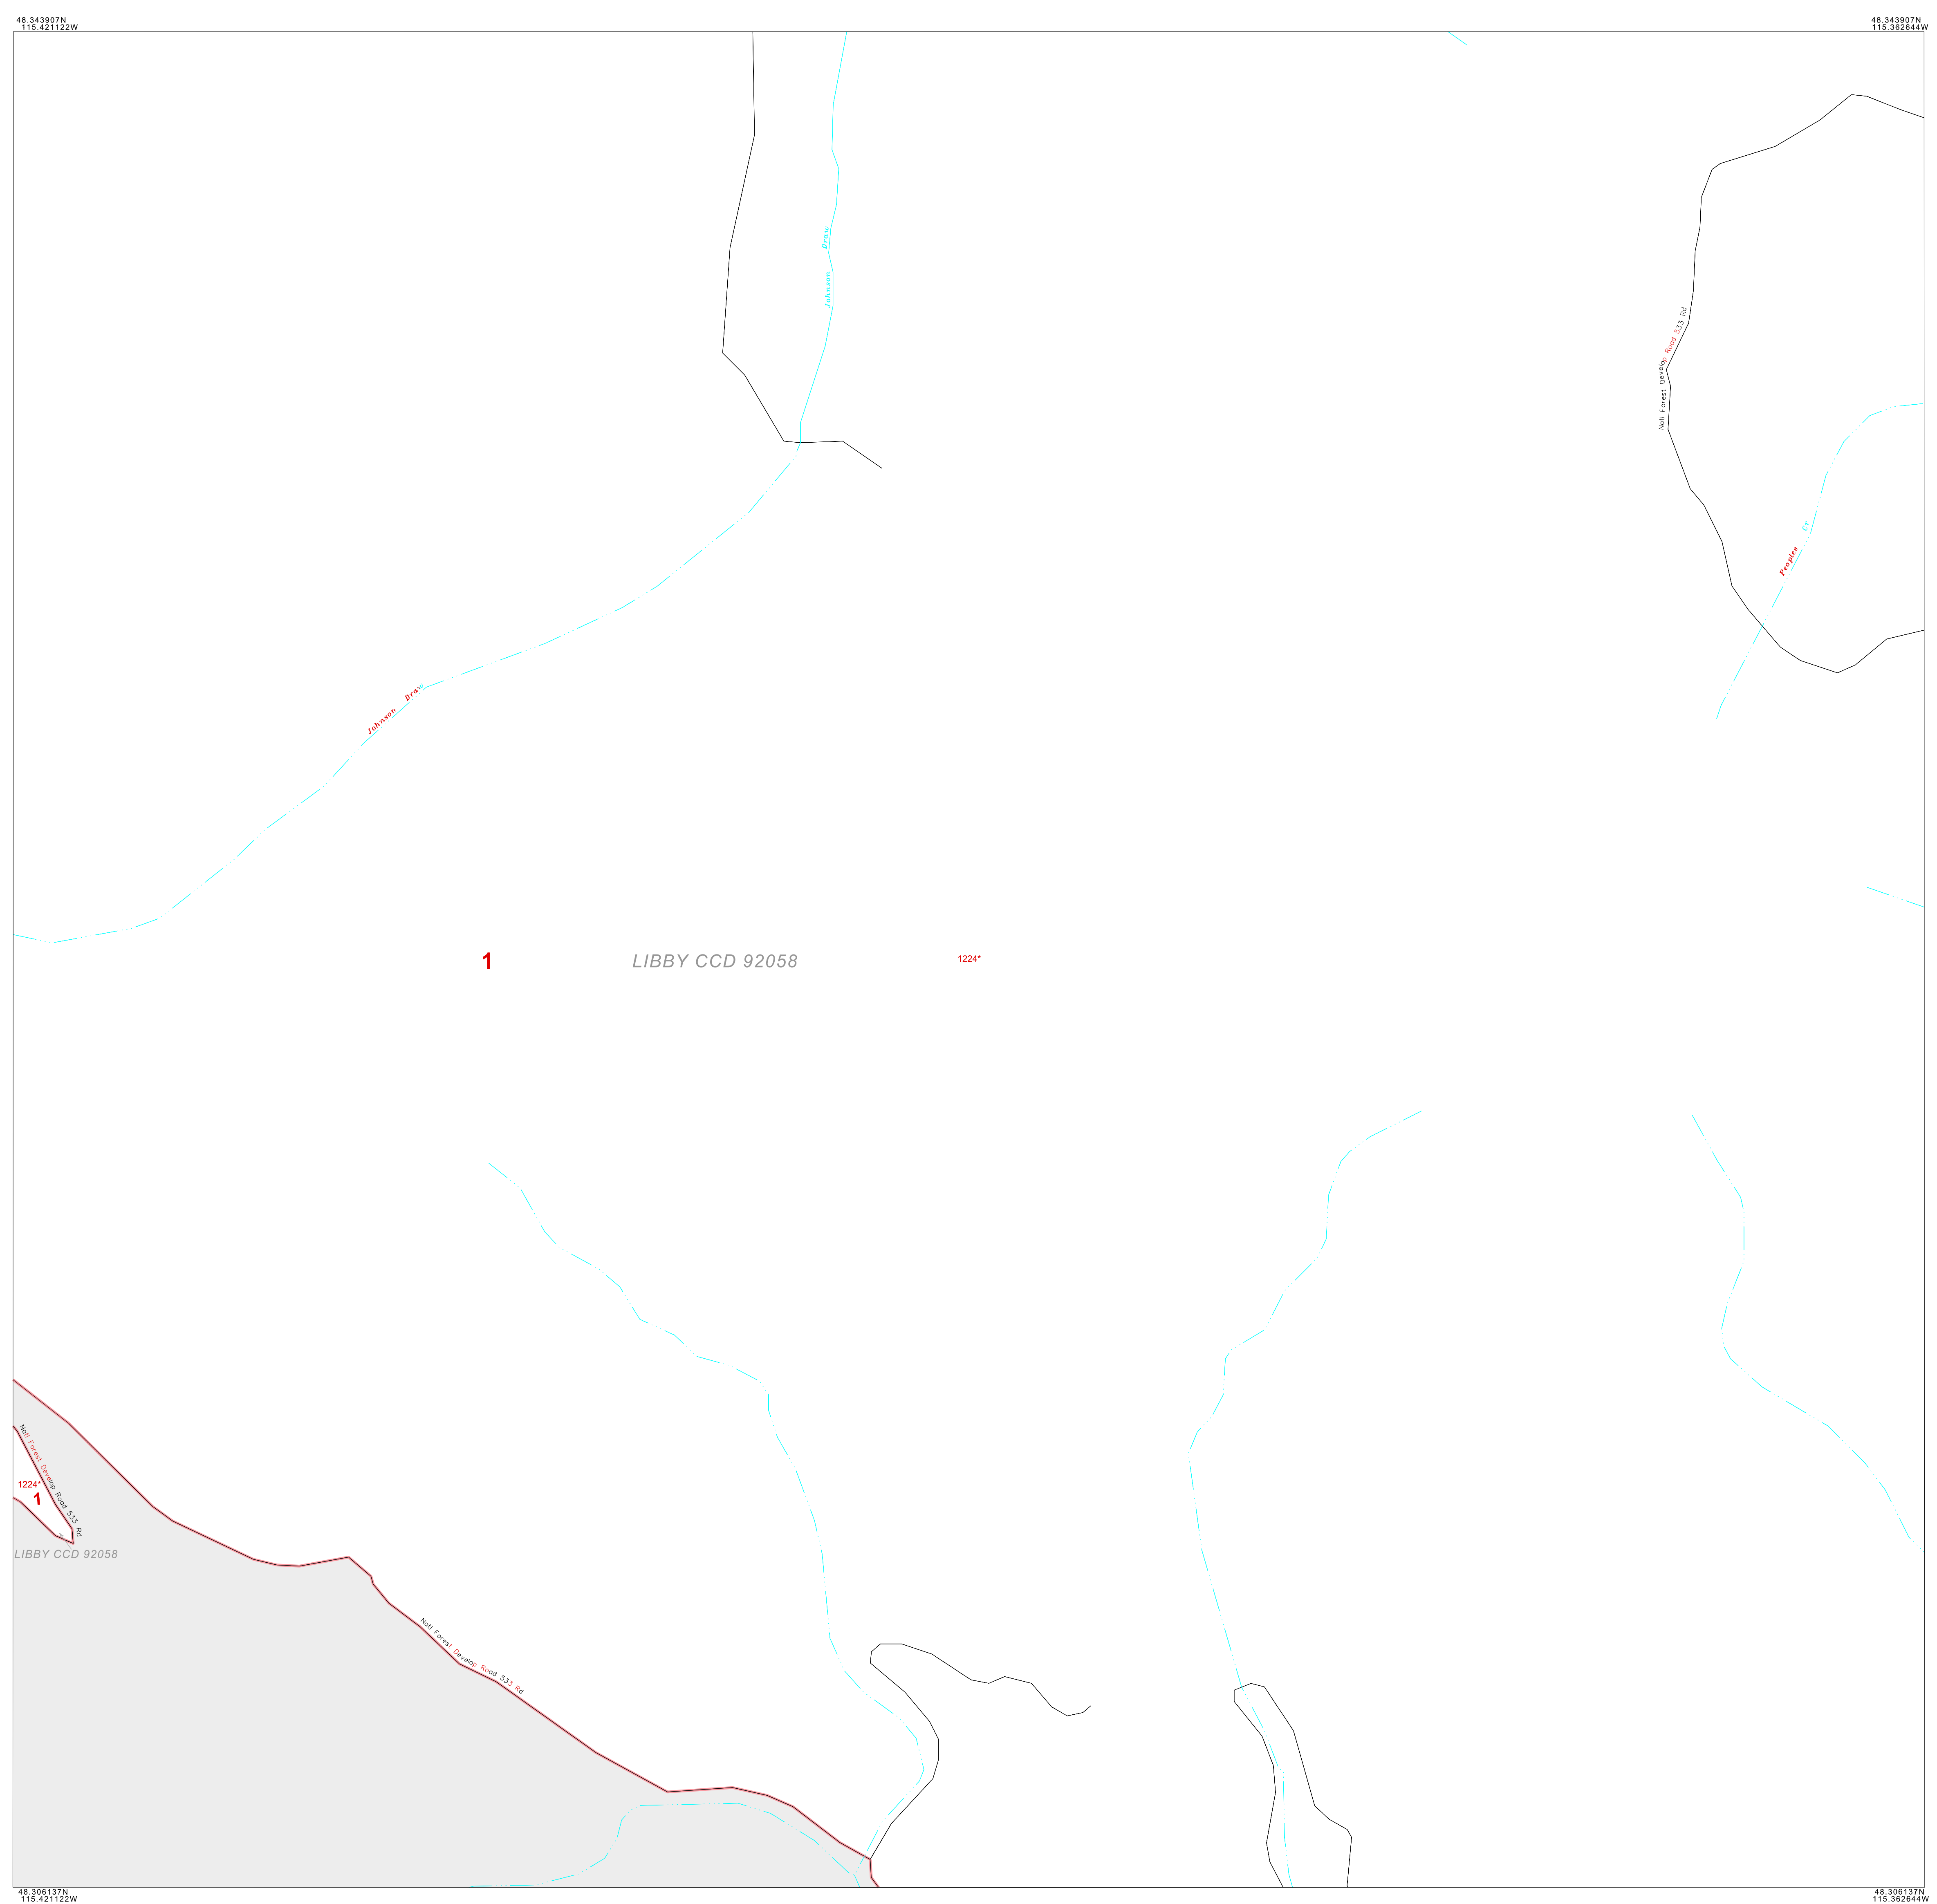 48.343907N
115.421122W
48.343907N
115.362644W
Johnson Draw
Natl Forest Develop Road 533 Rd
Peoples Cr
Johnson Draw
1
LIBBY CCD 92058
1224*
Natl Forest Develop Road 533 Rd
1224*
1
LIBBY CCD 92058
Natl Forest Develop Road 533 Rd
48.306137N
115.421122W
48.306137N
115.362644W